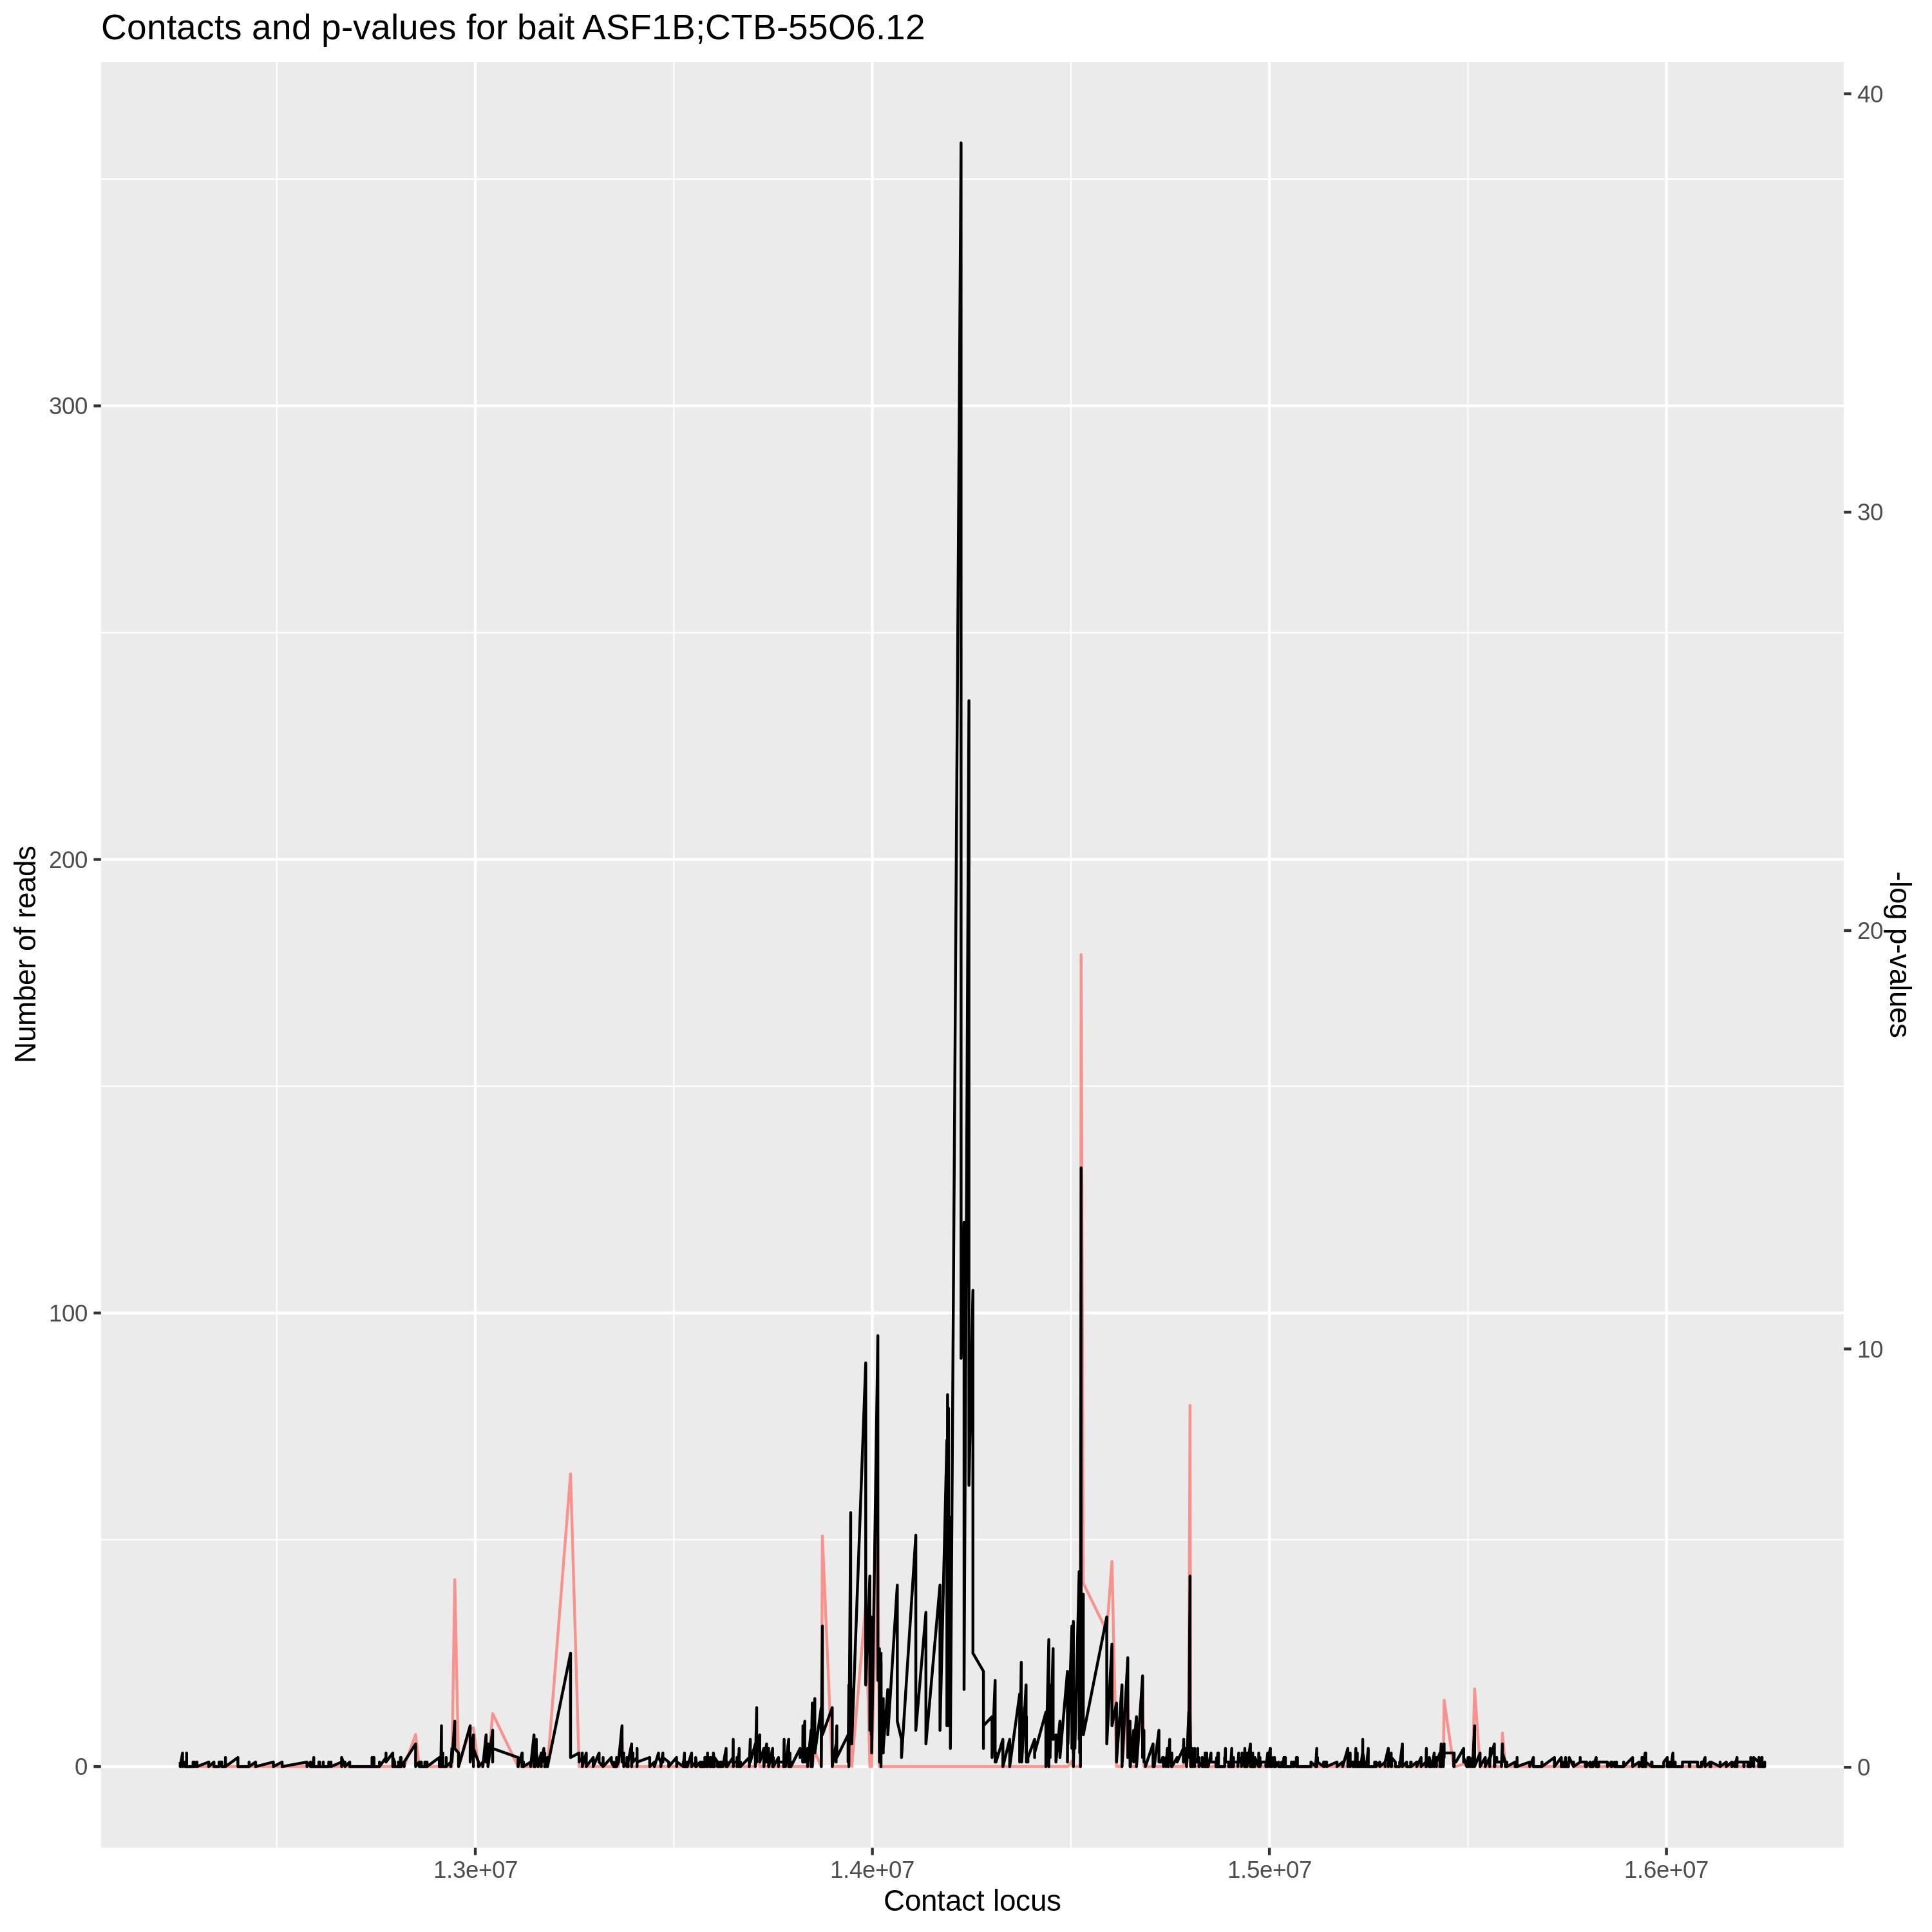 Contacts and p-values for bait ASF1B;CTB-55O6.12
40
30
20
10
0
300
200
100
0
Number of reads
-log p-values
1.3e+07
1.4e+07
1.5e+07
1.6e+07
Contact locus